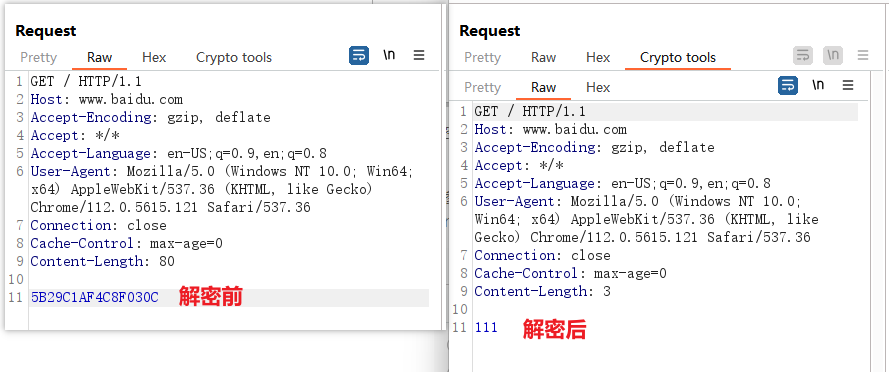 Request
Pretty Raw Hex Crypto tools \n
1 GET / HTTP/1.1
2 Host: www.baidu.com
3 Accept-Encoding: gzip, deflate
4 Accept: */*
5 Accept-Language: en-US;q=0.9,en;q=0.8
6 User-Agent: Mozilla/5.0 (Windows NT 10.0; Win64;
x64) AppleWebKit/537.36 (KHTML, like Gecko)
Chrome/112.0.5615.121 Safari/537.36
7 Connection: close
8 Cache-Control: max-age=0
9 Content-Length: 80
10
11 5B29C1AF4C8F030C 解密前
Request
Pretty Raw Hex Crypto tools \n
Pretty Raw Hex \n
1 GET / HTTP/1.1
2 Host: www.baidu.com
3 Accept-Encoding: gzip, deflate
4 Accept: */*
5 Accept-Language: en-US;q=0.9,en;q=0.8
6 User-Agent: Mozilla/5.0 (Windows NT 10.0;
Win64; x64) AppleWebKit/537.36 (KHTML, like
Gecko) Chrome/112.0.5615.121 Safari/537.36
7 Connection: close
8 Cache-Control: max-age=0
9 Content-Length: 3
10
11 111 解密后